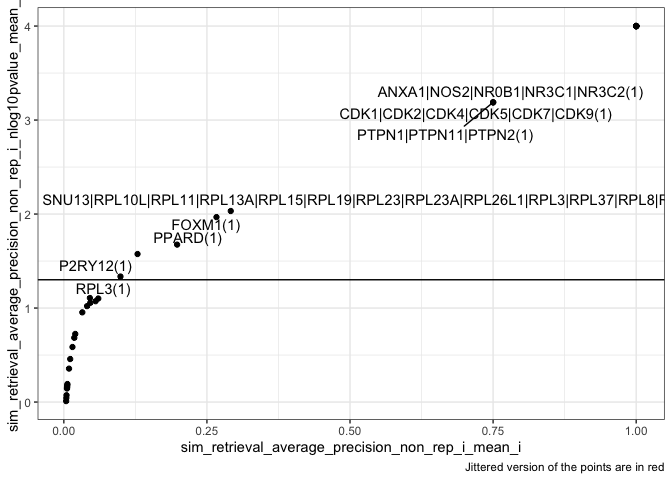 sim_retrieval_average_precision_non_rep_i_nlog10pvalue_mean_
4
3
2
1
0
ANXA1|NOS2|NR0B1|NR3C1|NR3C2(1)
CDK1|CDK2|CDK4|CDK5|CDK7|CDK9(1)
PTPN1|PTPN11|PTPN2(1)
SNU13|RPL10L|RPL11|RPL13A|RPL15|RPL19|RPL23|RPL23A|RPL26L1|RPL3|RPL37|RPL8|
FOXM1(1)
PPARD(1)
P2RY12(1)
RPL3(1)
0.00 0.25 0.50 0.75 1.00
sim_retrieval_average_precision_non_rep_i_mean_i
Jittered version of the points are in red